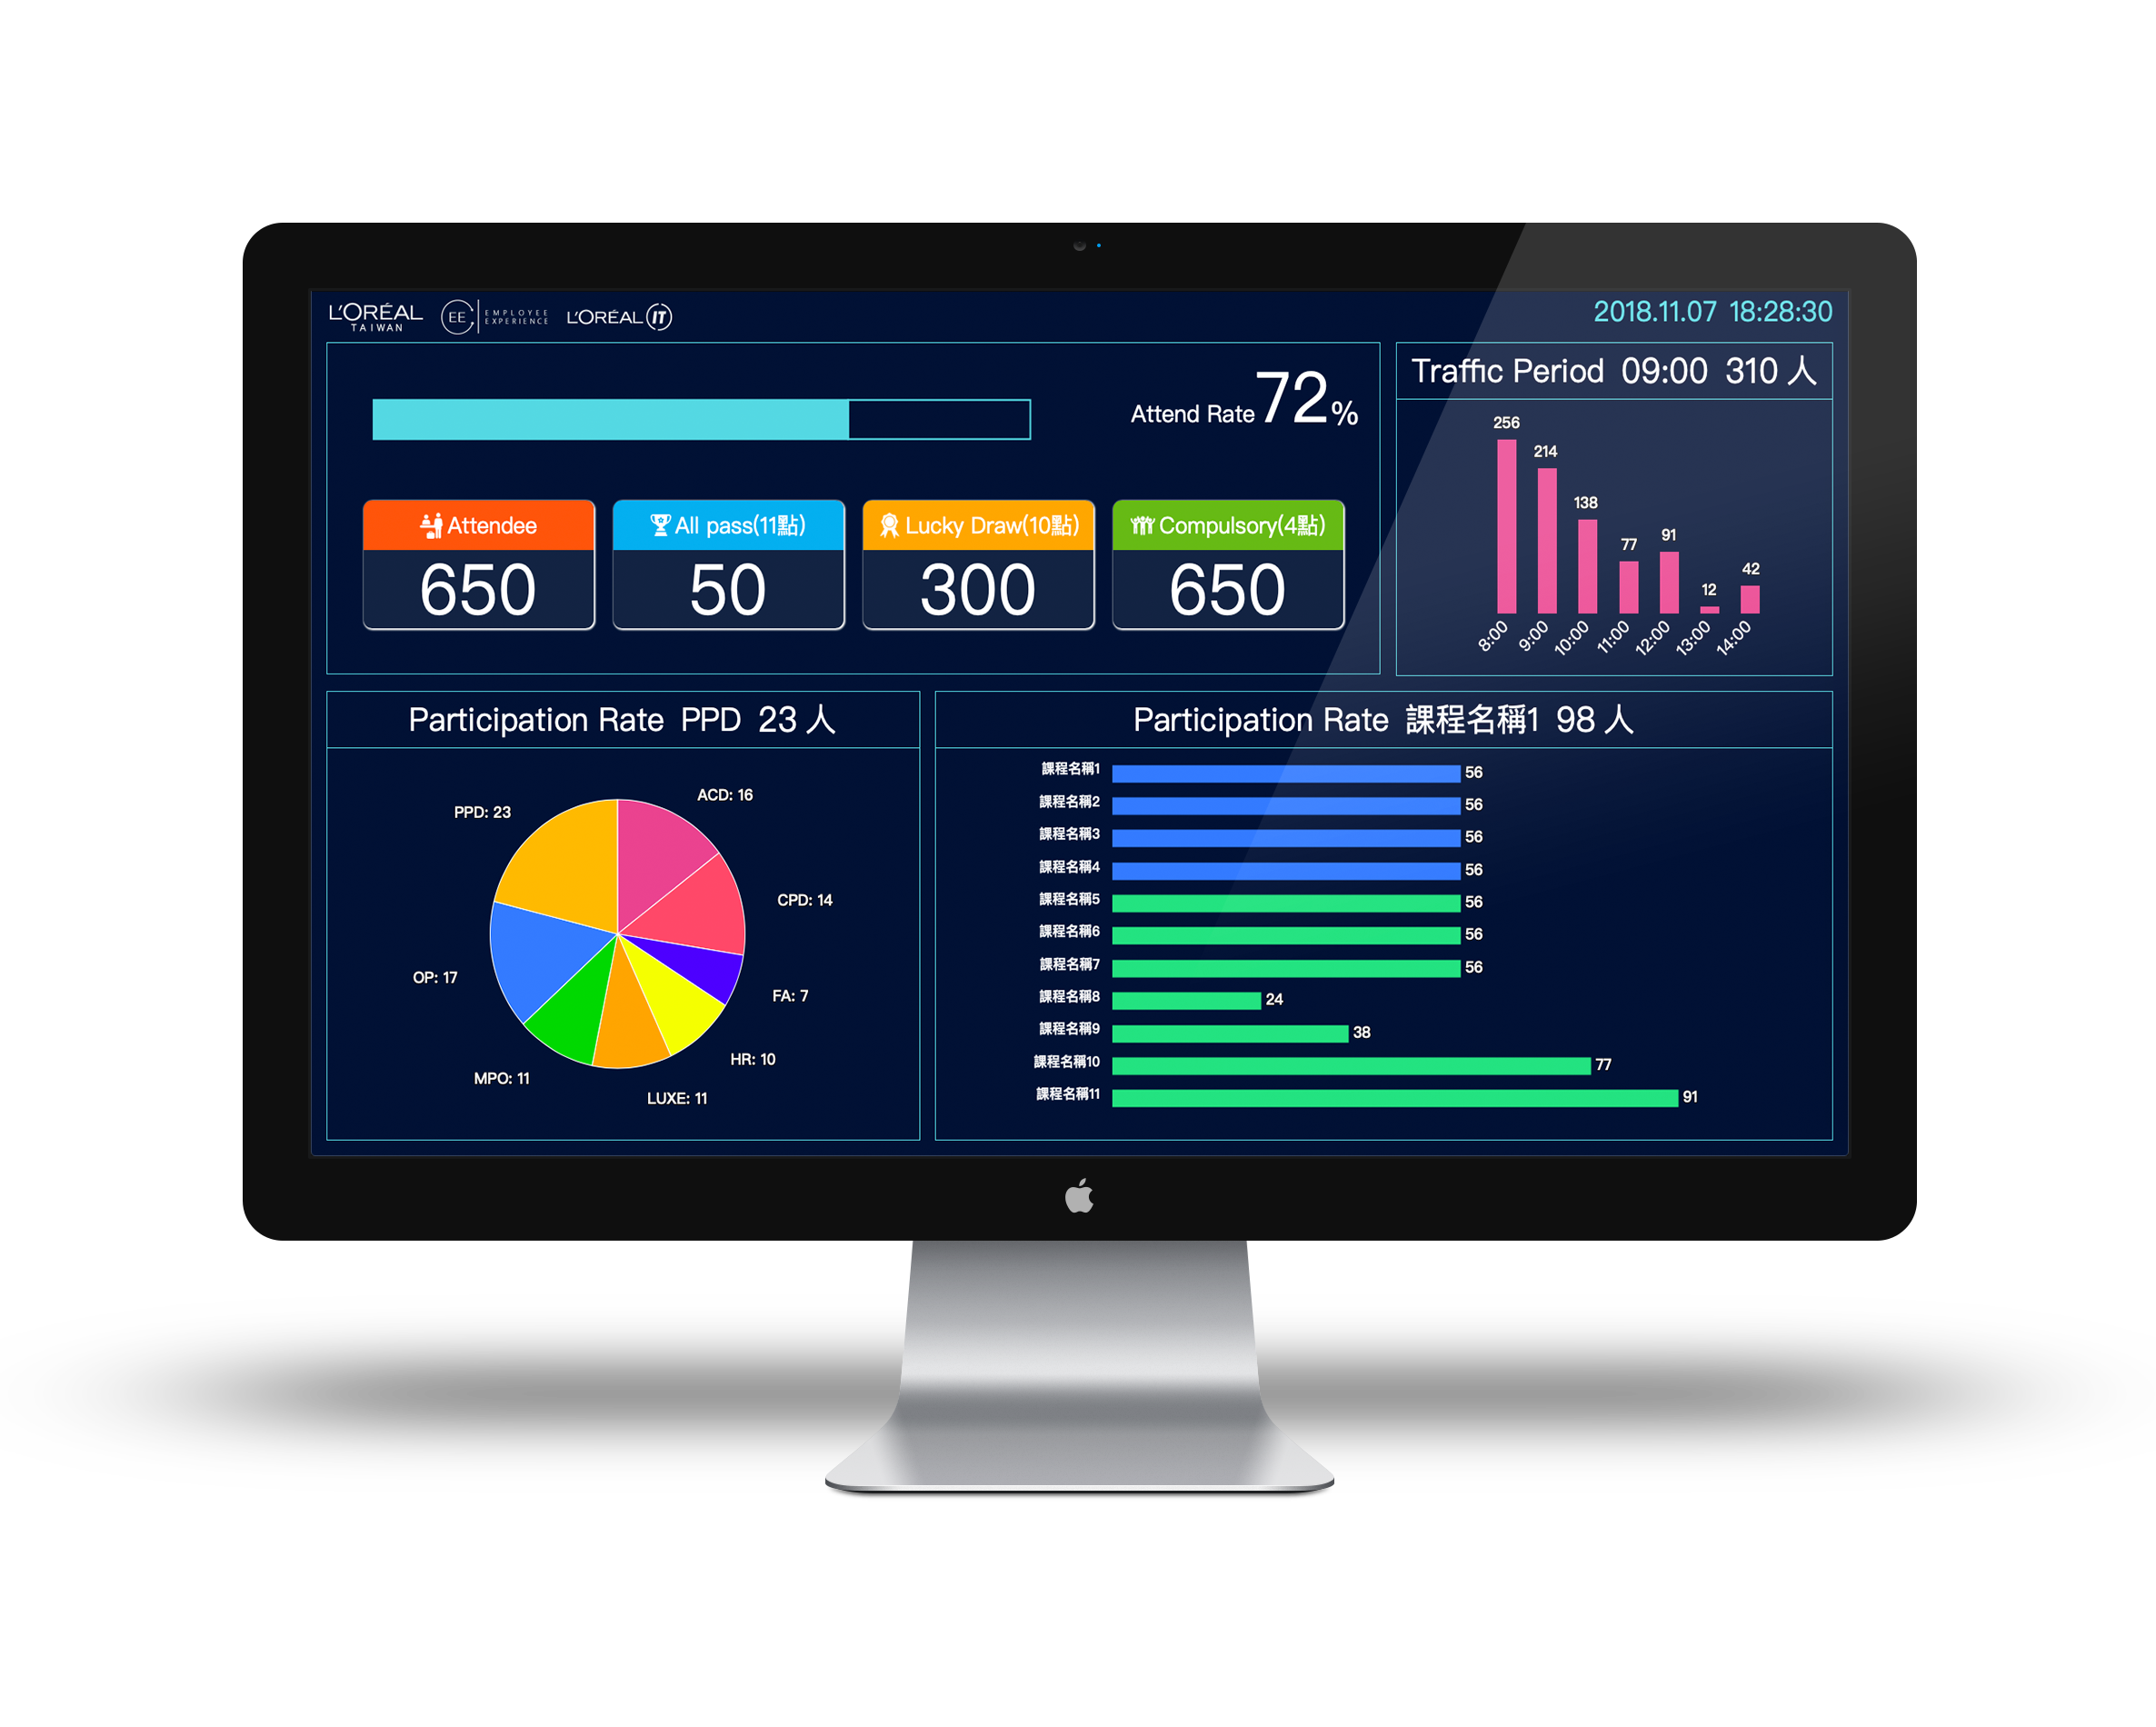 L'ORÉAL
TAIWAN
EE
EMPLOYEE
EXPERIENCE
L'ORÉAL IT
2018.11.07 18:28:30
Attend Rate 72%
Attendee
650
All pass(11點)
50
Lucky Draw(10點)
300
Compulsory(4點)
650
Traffic Period 09:00 310 人
256
214
138
77
91
12
42
8:00
9:00
10:00
11:00
12:00
13:00
14:00
Participation Rate PPD 23 人
PPD: 23
ACD: 16
CPD: 14
OP: 17
FA: 7
HR: 10
MPO: 11
LUXE: 11
Participation Rate 課程名稱1 98 人
課程名稱1 56
課程名稱2 56
課程名稱3 56
課程名稱4 56
課程名稱5 56
課程名稱6 56
課程名稱7 56
課程名稱8 24
課程名稱9 38
課程名稱10 77
課程名稱11 91